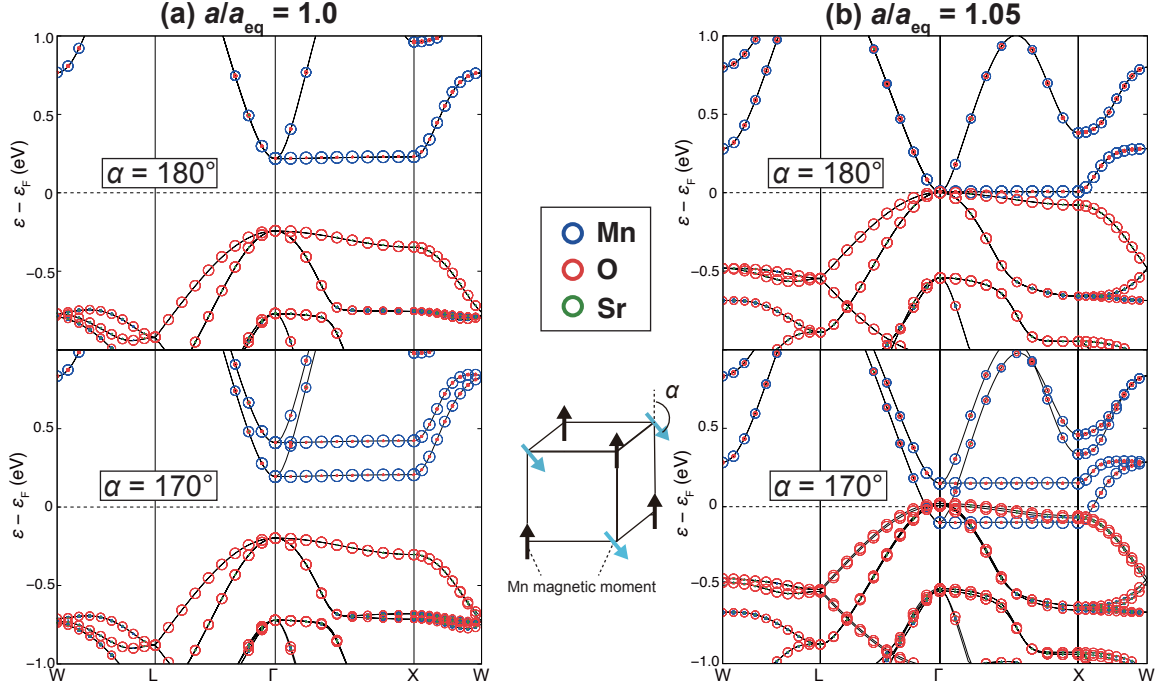 (a) a/aeq = 1.0
(b) a/aeq = 1.05
1.0
0.5
0
−0.5
ε − εF (eV)
α = 180°
0.5
0
−0.5
−1.0
ε − εF (eV)
α = 170°
W L Γ X W
Mn
O
Sr
α
Mn magnetic moment
1.0
0.5
0
−0.5
ε − εF (eV)
α = 180°
0.5
0
−0.5
−1.0
ε − εF (eV)
α = 170°
W L Γ X W